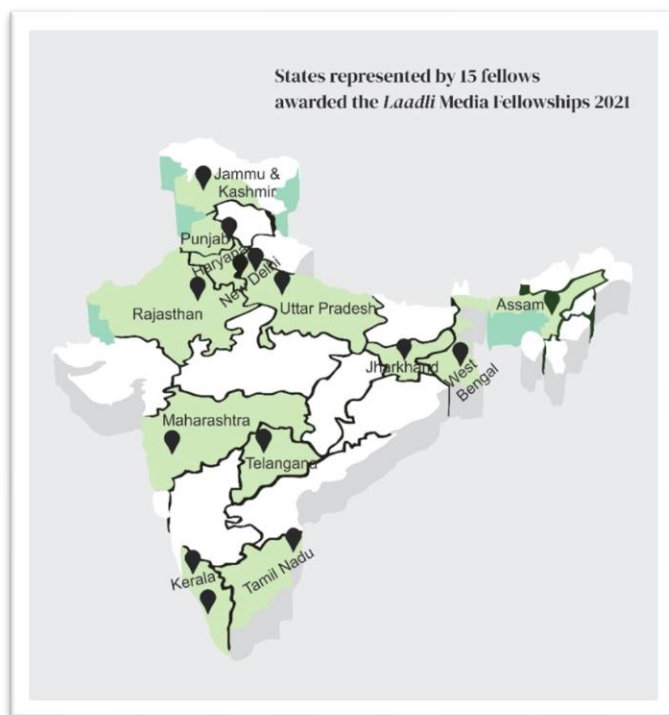 States represented by 15 fellows
awarded the Laadli Media Fellowships 2021
Jammu &
Kashmir
Punjab
Haryana
New Delhi
Rajasthan
Uttar Pradesh
Assam
Jharkhand
West
Bengal
Maharashtra
Telangana
Kerala
Tamil Nadu